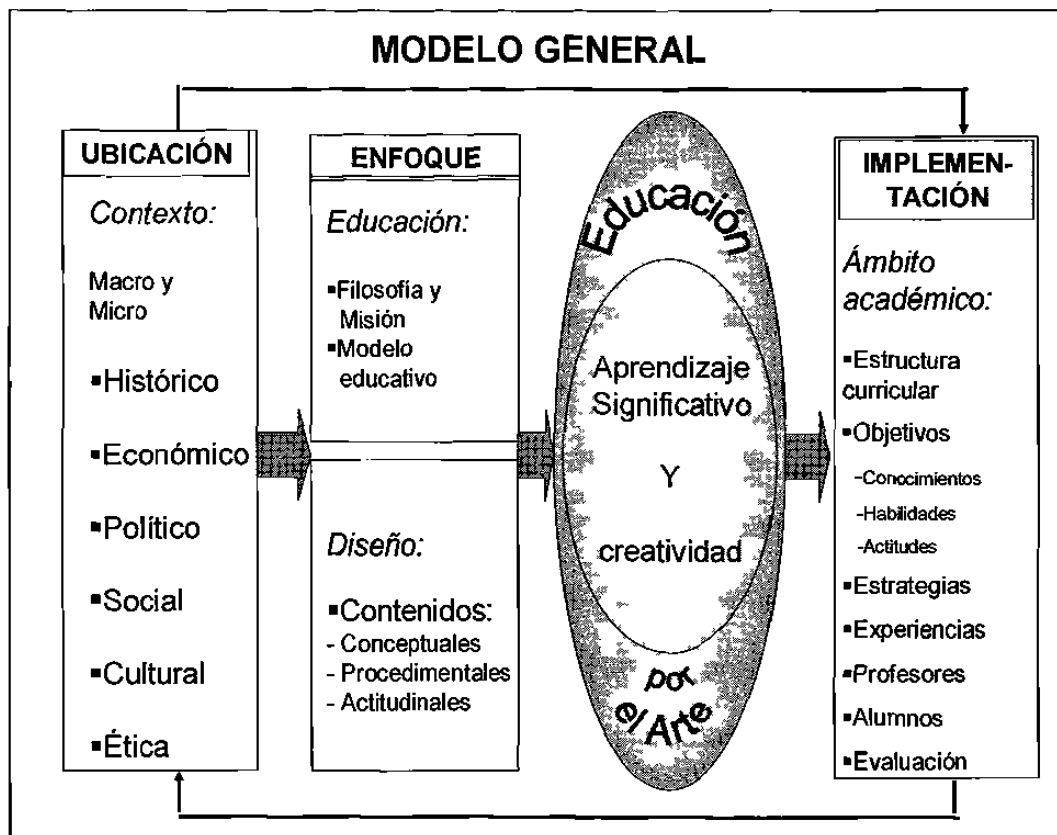 MODELO GENERAL
UBICACIÓN
Contexto:
Macro y
Micro
▪Histórico
▪Económico
▪Político
▪Social
▪Cultural
▪Ética
ENFOQUE
Educación:
▪Filosofía y
Misión
▪Modelo
educativo
Diseño:
▪Contenidos:
- Conceptuales
- Procedimentales
- Actitudinales
Educación
Aprendizaje
Significativo
Y
creatividad
por
el Arte
IMPLEMEN-
TACIÓN
Ámbito
académico:
▪Estructura
curricular
▪Objetivos
-Conocimientos
-Habilidades
-Actitudes
▪Estrategias
▪Experiencias
▪Profesores
▪Alumnos
▪Evaluación